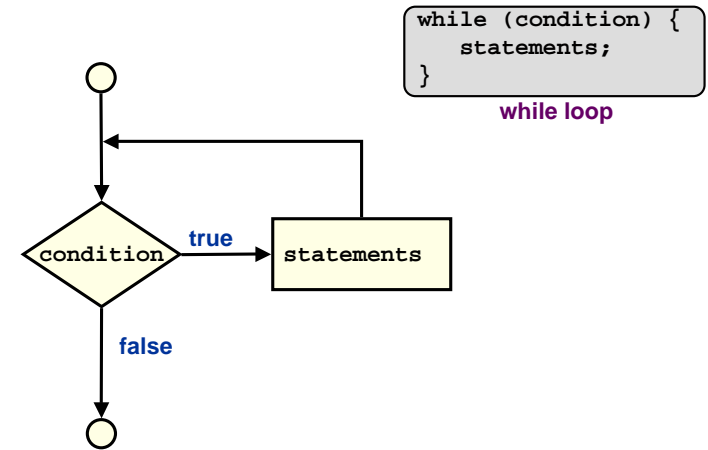 while (condition) {
   statements;
}
while loop
condition
true
statements
false